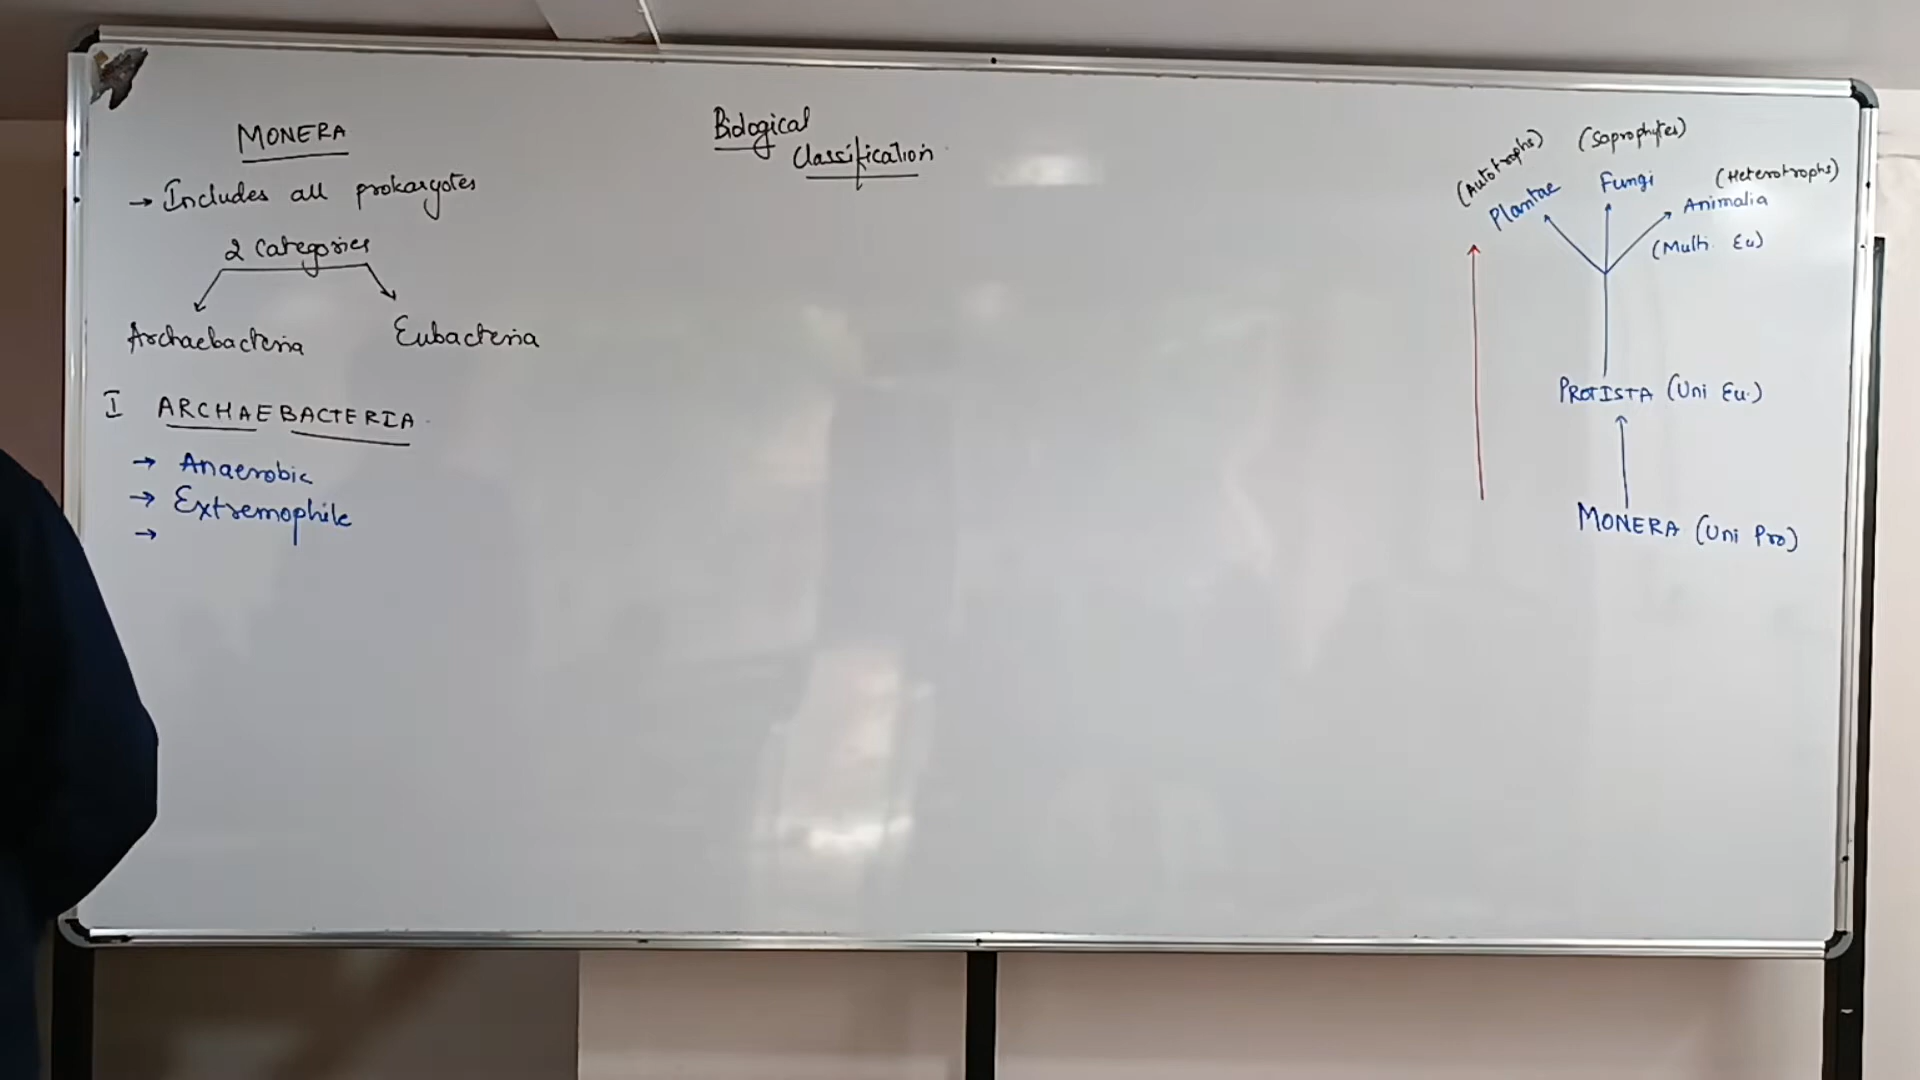 MONERA
→ Includes all prokaryotes
2 Categories
Archaebacteria
Eubacteria
I ARCHAEBACTERIA
→ Anaerobic
→ Extremophile
→
Biological
Classification
(Autotrophs)
(Saprophytes)
(Heterotrophs)
Plantae
Fungi
Animalia
(Multi. Eu)
PROTISTA (Uni Eu.)
MONERA (Uni Pro)